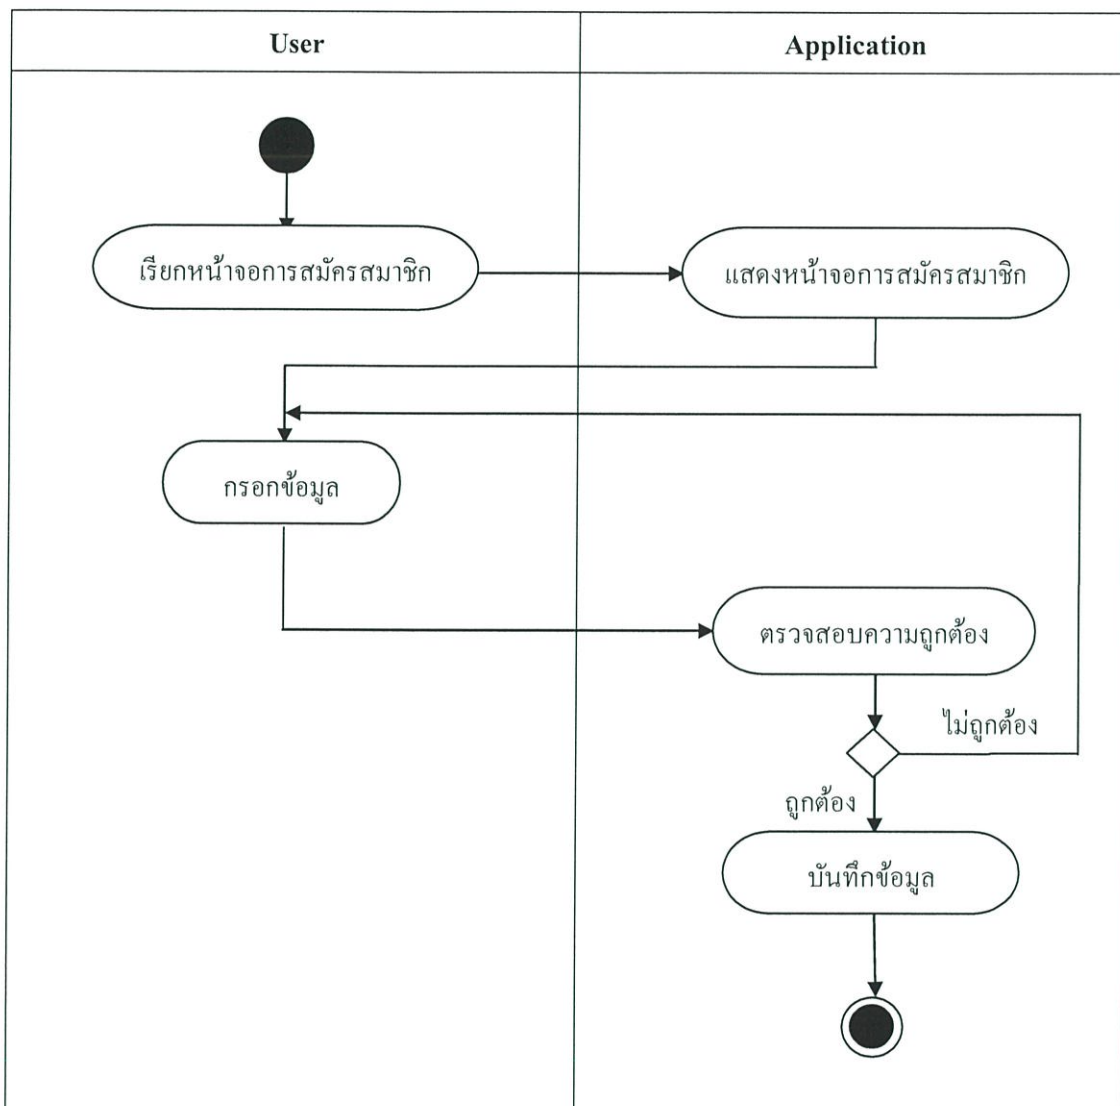 User
Application
เรียกหน้าจอการสมัครสมาชิก
แสดงหน้าจอการสมัครสมาชิก
กรอกข้อมูล
ตรวจสอบความถูกต้อง
ไม่ถูกต้อง
ถูกต้อง
บันทึกข้อมูล